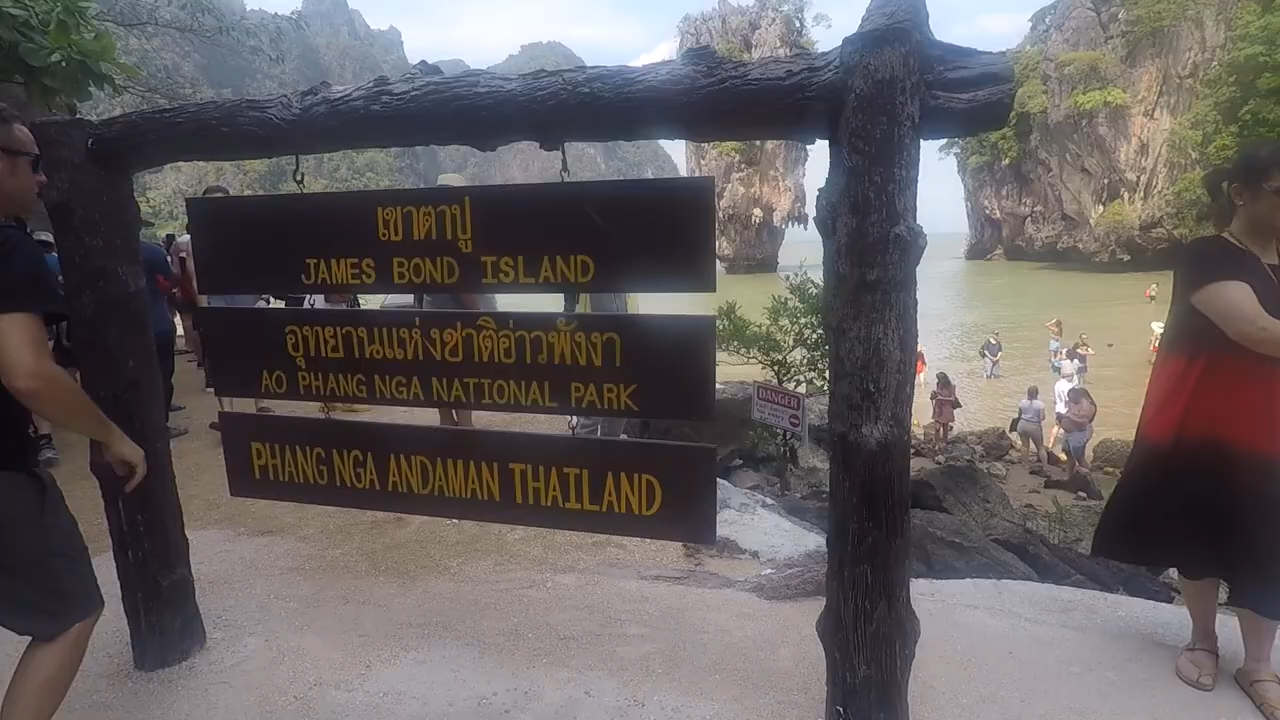 เขาตาปู
JAMES BOND ISLAND
อุทยานแห่งชาติอ่าวพังงา
AO PHANG NGA NATIONAL PARK
PHANG NGA ANDAMAN THAILAND
DANGER